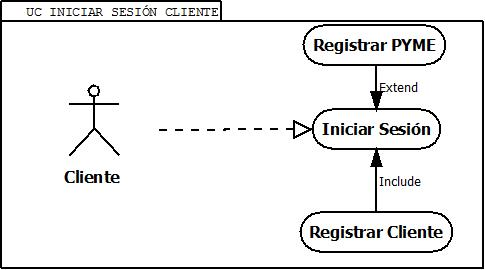 UC INICIAR SESIÓN CLIENTE
Registrar PYME
Extend
Iniciar Sesión
Cliente
Include
Registrar Cliente